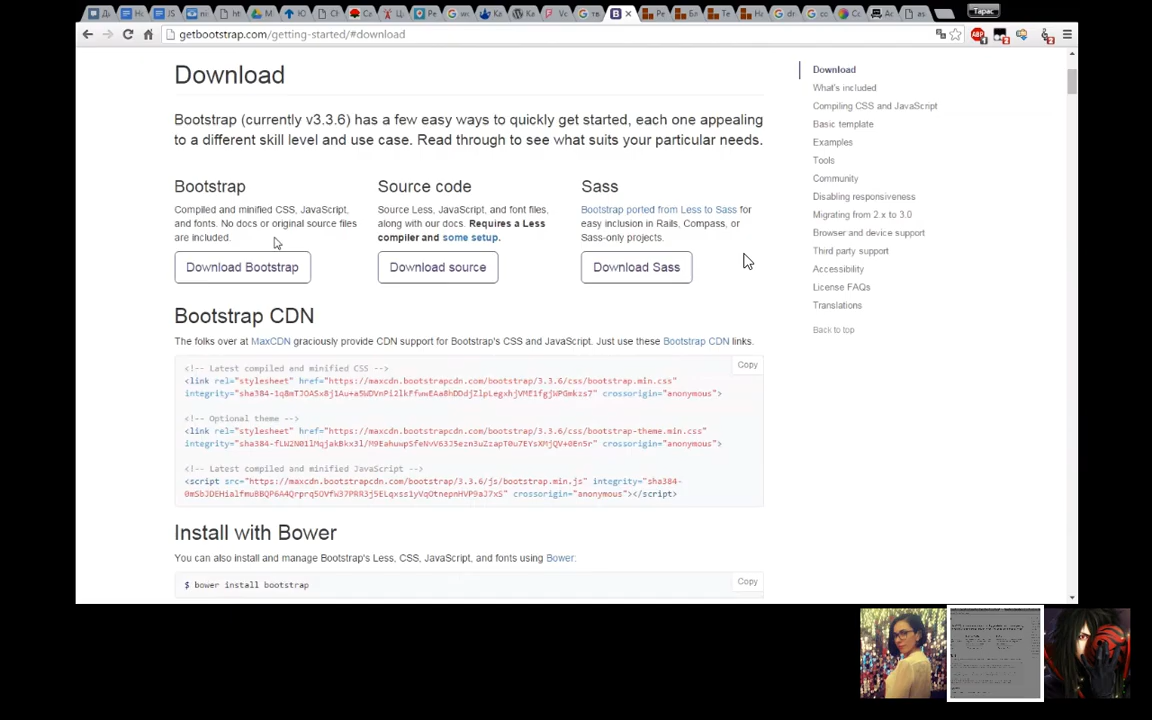 Тарас
getbootstrap.com/getting-started/#download
Download
Bootstrap (currently v3.3.6) has a few easy ways to quickly get started, each one appealing
to a different skill level and use case. Read through to see what suits your particular needs.
Bootstrap
Compiled and minified CSS, JavaScript,
and fonts. No docs or original source files
are included.
Download Bootstrap
Source code
Source Less, JavaScript, and font files,
along with our docs. Requires a Less
compiler and some setup.
Download source
Sass
Bootstrap ported from Less to Sass for
easy inclusion in Rails, Compass, or
Sass-only projects.
Download Sass
Bootstrap CDN
The folks over at MaxCDN graciously provide CDN support for Bootstrap's CSS and JavaScript. Just use these Bootstrap CDN links.
Copy
<!-- Latest compiled and minified CSS -->
<link rel="stylesheet" href="https://maxcdn.bootstrapcdn.com/bootstrap/3.3.6/css/bootstrap.min.css"
crossorigin="anonymous">
<!-- Optional theme -->
<link rel="stylesheet" href="https://maxcdn.bootstrapcdn.com/bootstrap/3.3.6/css/bootstrap-theme.min.css"
crossorigin="anonymous">
<!-- Latest compiled and minified JavaScript -->
<script src="https://maxcdn.bootstrapcdn.com/bootstrap/3.3.6/js/bootstrap.min.js" integrity="sha384-
crossorigin="anonymous"></script>
Install with Bower
You can also install and manage Bootstrap's Less, CSS, JavaScript, and fonts using Bower:
Copy
$ bower install bootstrap
Download
What's included
Compiling CSS and JavaScript
Basic template
Examples
Tools
Community
Disabling responsiveness
Migrating from 2.x to 3.0
Browser and device support
Third party support
Accessibility
License FAQs
Translations
Back to top